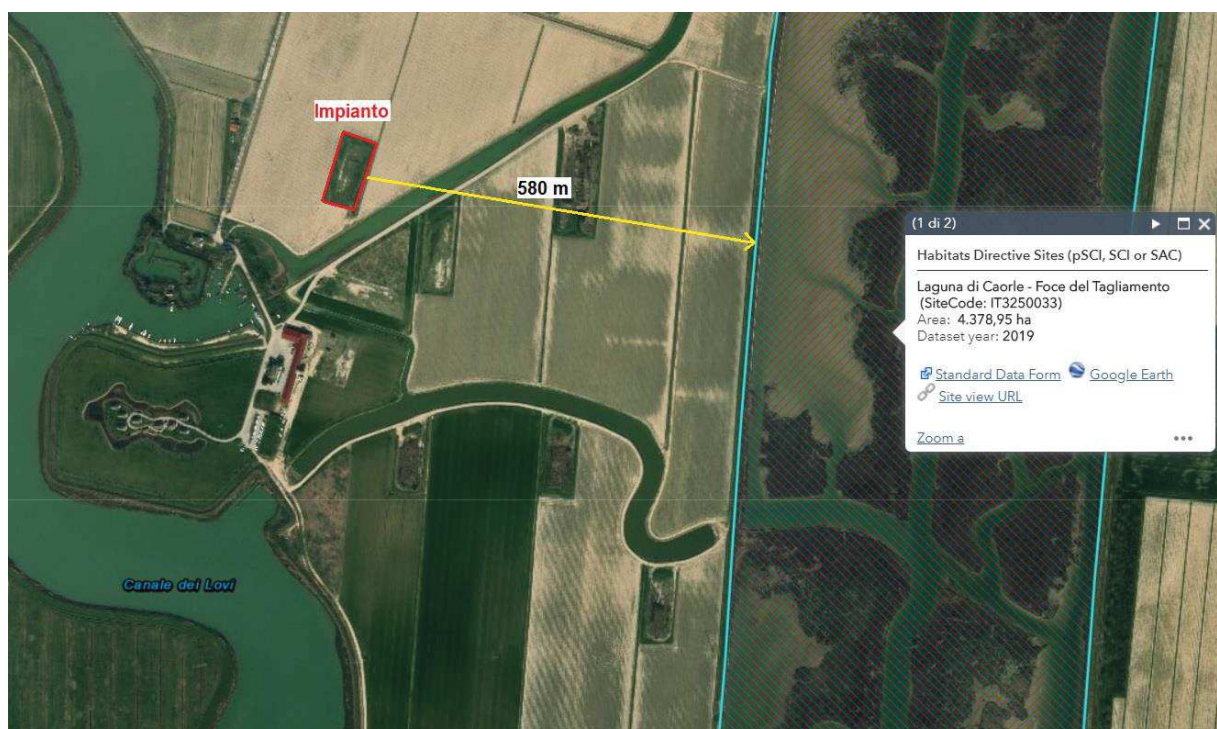 Impianto
580 m
(1 di 2)
Habitats Directive Sites (pSCI, SCI or SAC)
Laguna di Caorle - Foce del Tagliamento
(SiteCode: IT3250033)
Area: 4.378,95 ha
Dataset year: 2019
Standard Data Form Google Earth
Site view URL
Zoom a
Canale dei Lovi